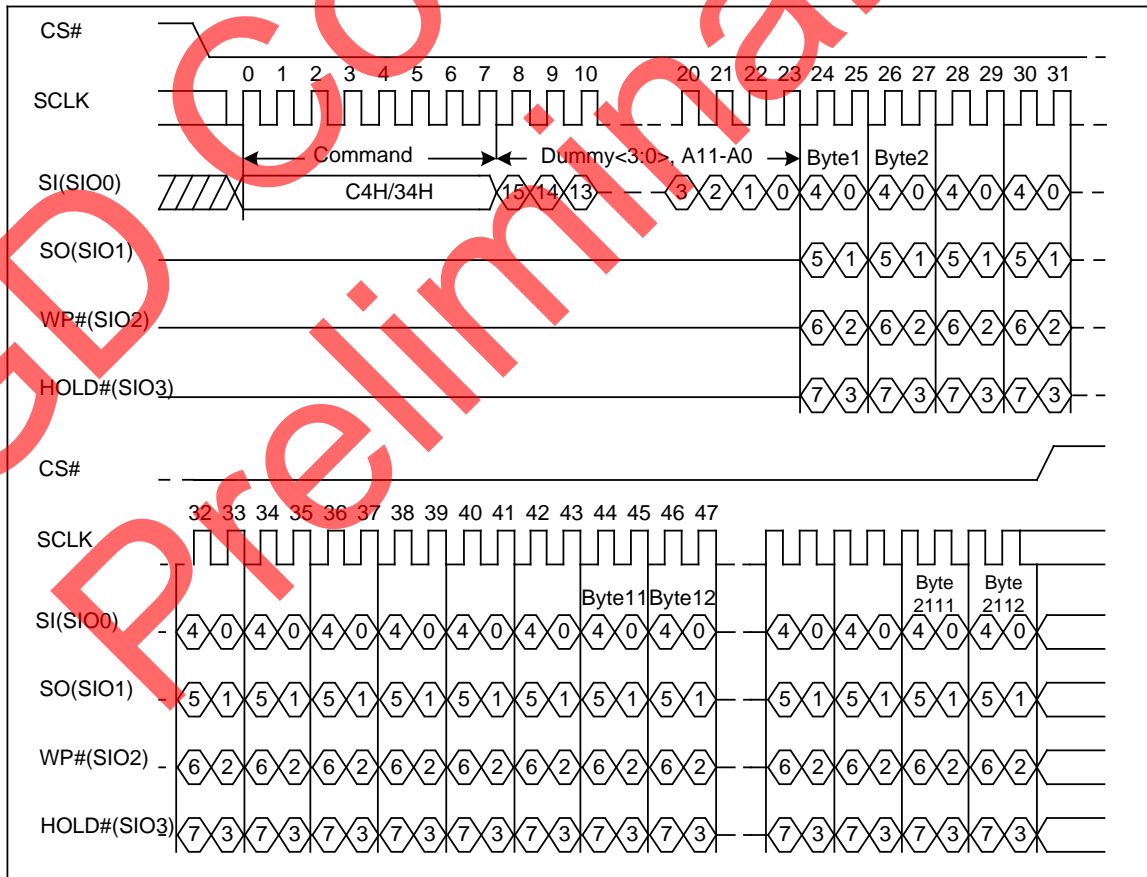 GD Co
Preliminar
CS#
0 1 2 3 4 5 6 7 8 9 10 20 21 22 23 24 25 26 27 28 29 30 31
SCLK
Command Dummy<3:0>, A11-A0 Byte1 Byte2
SI(SIO0) C4H/34H 15 14 13 3 2 1 0 4 0 4 0 4 0 4 0
SO(SIO1) 5 1 5 1 5 1 5 1
WP#(SIO2) 6 2 6 2 6 2 6 2
HOLD#(SIO3) 7 3 7 3 7 3 7 3
CS#
32 33 34 35 36 37 38 39 40 41 42 43 44 45 46 47
SCLK
Byte11 Byte12 Byte 2111 Byte 2112
SI(SIO0) 4 0 4 0 4 0 4 0 4 0 4 0 4 0 4 0 4 0 4 0 4 0 4 0
SO(SIO1) 5 1 5 1 5 1 5 1 5 1 5 1 5 1 5 1 5 1 5 1 5 1 5 1
WP#(SIO2) 6 2 6 2 6 2 6 2 6 2 6 2 6 2 6 2 6 2 6 2 6 2 6 2
HOLD#(SIO3) 7 3 7 3 7 3 7 3 7 3 7 3 7 3 7 3 7 3 7 3 7 3 7 3